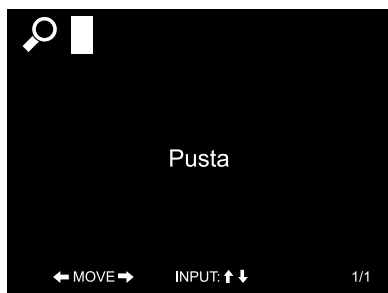 Pusta
← MOVE → INPUT: ↑ ↓ 1/1